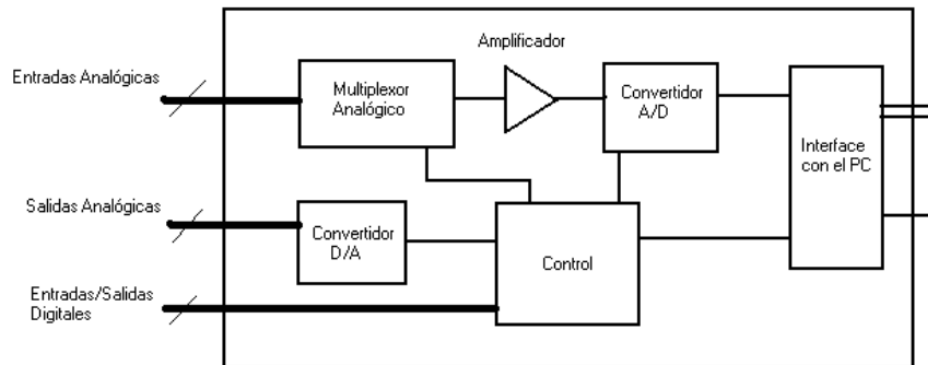 Amplificador
Entradas Analógicas
Multiplexor
Analógico
Convertidor
A/D
Interface
con el PC
Salidas Analógicas
Convertidor
D/A
Control
Entradas/Salidas
Digitales